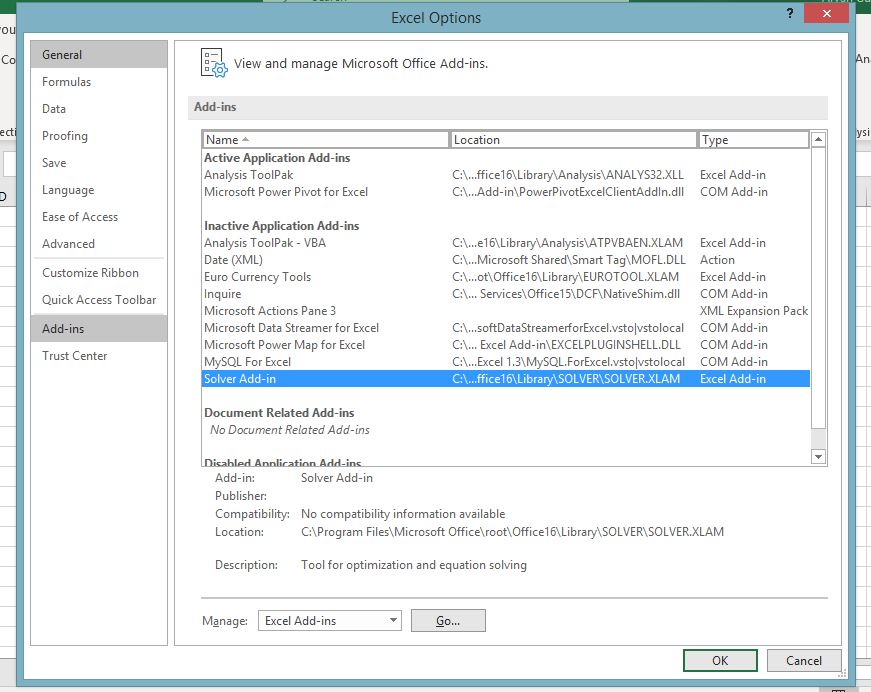 Excel Options
?
General
Formulas
Data
Proofing
Save
Language
Ease of Access
Advanced
Customize Ribbon
Quick Access Toolbar
Add-ins
Trust Center
View and manage Microsoft Office Add-ins.
Add-ins
Name Location Type
Active Application Add-ins
Analysis ToolPak C:\...ffice16\Library\Analysis\ANALYS32.XLL Excel Add-in
Microsoft Power Pivot for Excel C:\...Add-in\PowerPivotExcelClientAddIn.dll COM Add-in
Inactive Application Add-ins
Analysis ToolPak - VBA C:\...e16\Library\Analysis\ATPVBAEN.XLAM Excel Add-in
Date (XML) C:\...Microsoft Shared\Smart Tag\MOFL.DLL Action
Euro Currency Tools C:\...ot\Office16\Library\EUROTOOL.XLAM Excel Add-in
Inquire C:\... Services\Office15\DCF\NativeShim.dll COM Add-in
Microsoft Actions Pane 3 XML Expansion Pack
Microsoft Data Streamer for Excel C:\...softDataStreamerforExcel.vsto|vstolocal COM Add-in
Microsoft Power Map for Excel C:\... Excel Add-in\EXCELPLUGINSHELL.DLL COM Add-in
MySQL For Excel C:\...Excel 1.3\MySQL.ForExcel.vsto|vstolocal COM Add-in
Solver Add-in C:\...ffice16\Library\SOLVER\SOLVER.XLAM Excel Add-in
Document Related Add-ins
No Document Related Add-ins
Disabled Application Add-ins
Add-in: Solver Add-in
Publisher:
Compatibility: No compatibility information available
Location: C:\Program Files\Microsoft Office\root\Office16\Library\SOLVER\SOLVER.XLAM
Description: Tool for optimization and equation solving
Manage: Excel Add-ins Go...
OK Cancel